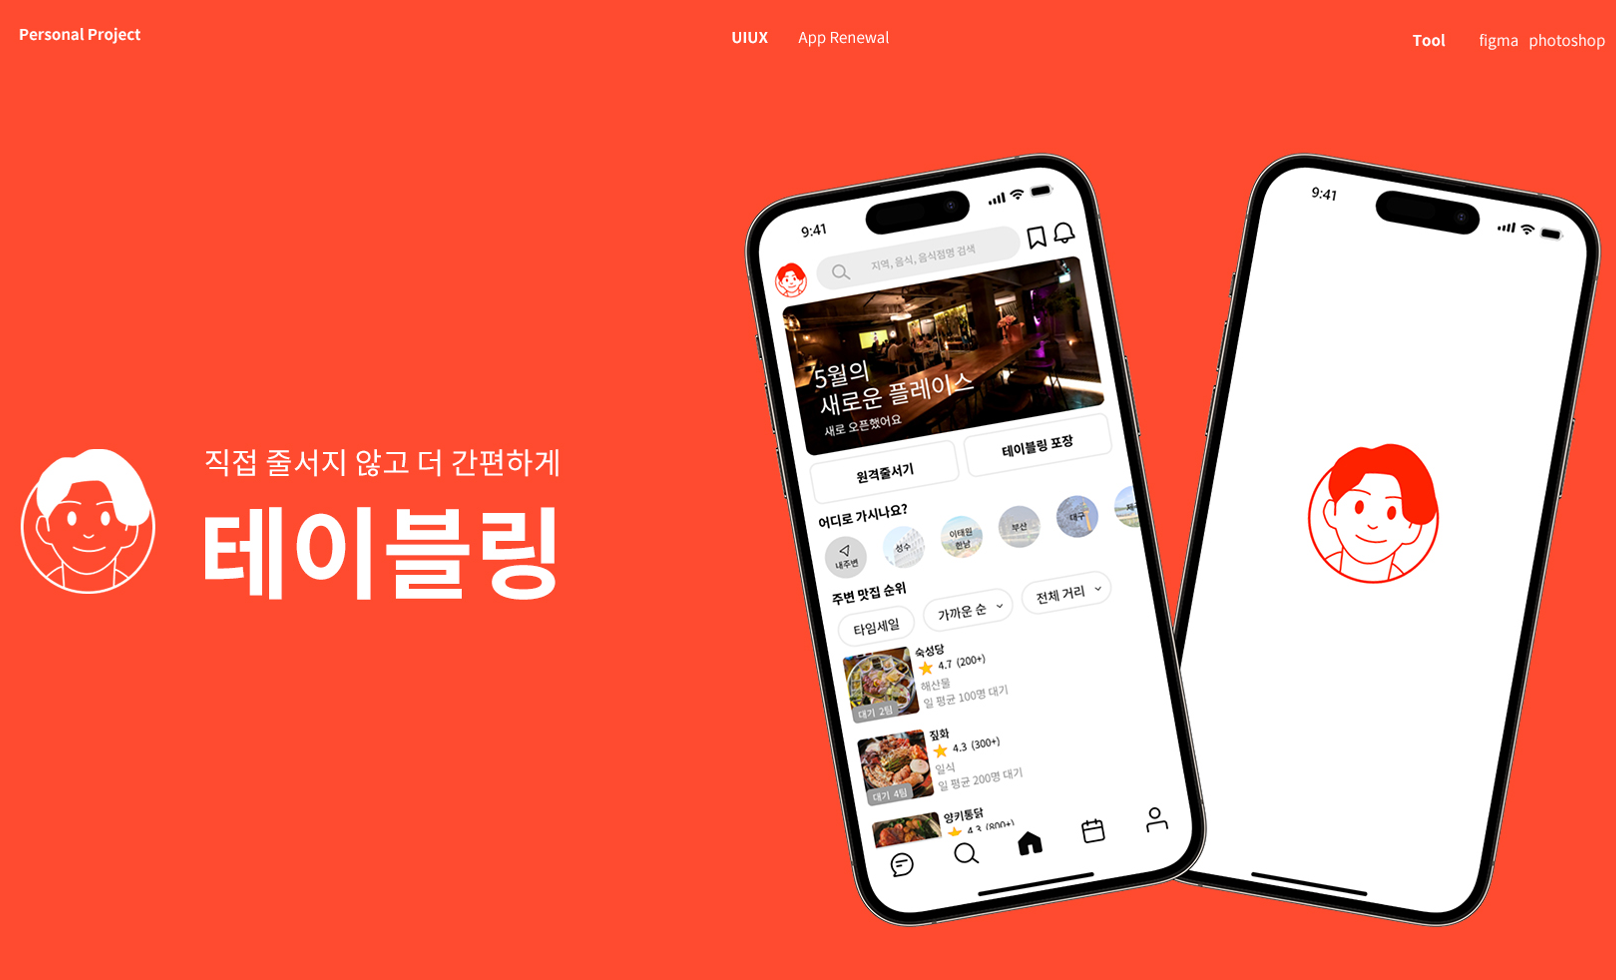 Personal Project
UIUX App Renewal
Tool figma photoshop
직접 줄서지 않고 더 간편하게
테이블링
9:41
지역, 음식, 음식점명 검색
5월의
새로운 플레이스
새로 오픈했어요
원격줄서기
테이블링 포장
어디로 가시나요?
내주변
성수
이태원
한남
부산
대구
주변 맛집 순위
타임세일
가까운 순
전체 거리
숙성당
4.7 (200+)
해산물
일 평균 100명 대기
대기 2팀
짚화
4.3 (300+)
일식
일 평균 200명 대기
대기 4팀
양키통닭
4.3 (800+)
9:41